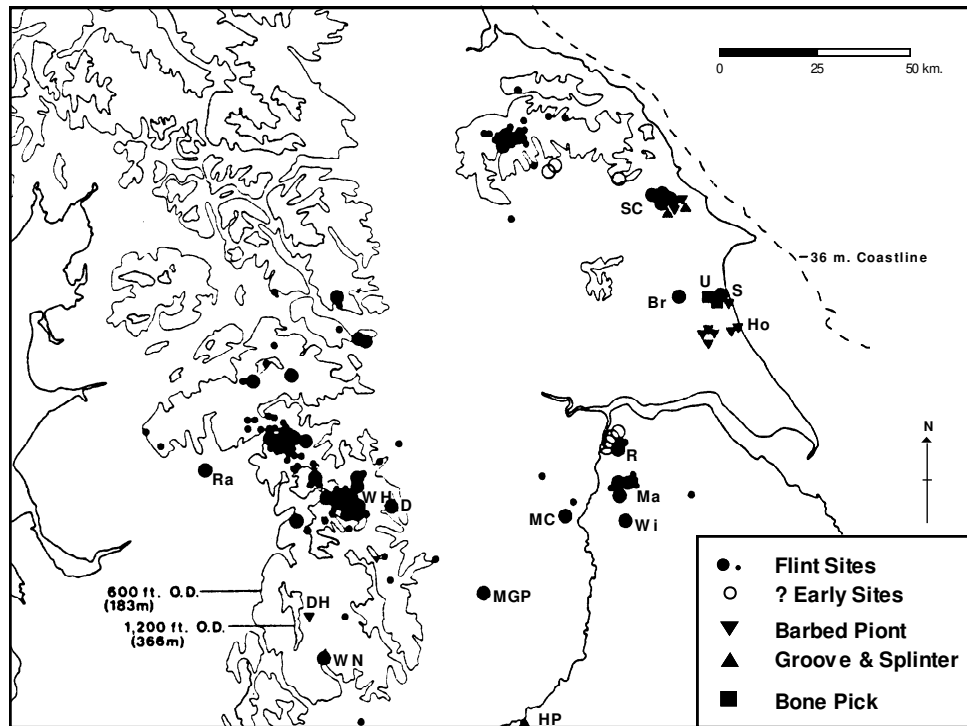 0 25 50 km.
SC
36 m. Coastline
U
S
Br
Ho
N
R
Ra
WH
D
Ma
MC
Wi
600 ft. O.D.
(183m)
MGP
DH
1,200 ft. O.D.
(366m)
WN
HP
Flint Sites
? Early Sites
Barbed Piont
Groove & Splinter
Bone Pick